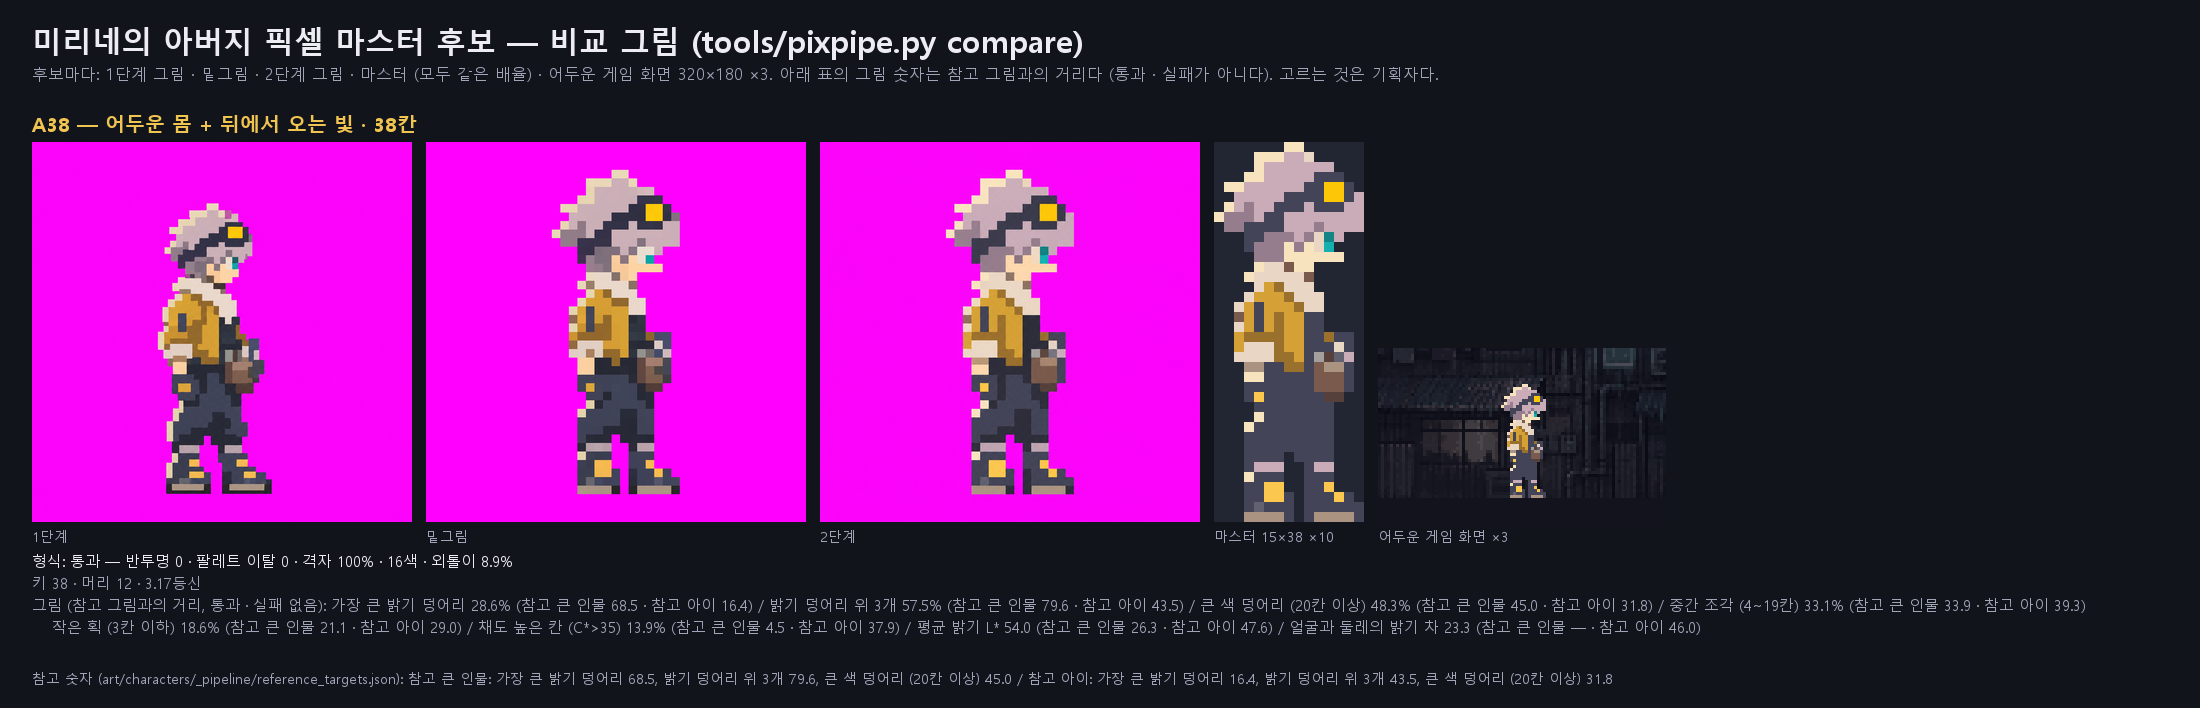 미리네의 아버지 픽셀 마스터 후보 — 비교 그림 (tools/pixpipe.py compare)
후보마다: 1단계 그림 · 밑그림 · 2단계 그림 · 마스터 (모두 같은 배율) · 어두운 게임 화면 320×180 ×3. 아래 표의 그림 숫자는 참고 그림과의 거리다 (통과 · 실패가 아니다). 고르는 것은 기획자다.
A38 — 어두운 몸 + 뒤에서 오는 빛 · 38칸
1단계
밑그림
2단계
마스터 15×38 ×10
어두운 게임 화면 ×3
형식: 통과 — 반투명 0 · 팔레트 이탈 0 · 격자 100% · 16색 · 외톨이 8.9%
키 38 · 머리 12 · 3.17등신
그림 (참고 그림과의 거리, 통과 · 실패 없음): 가장 큰 밝기 덩어리 28.6% (참고 큰 인물 68.5 · 참고 아이 16.4) / 밝기 덩어리 위 3개 57.5% (참고 큰 인물 79.6 · 참고 아이 43.5) / 큰 색 덩어리 (20칸 이상) 48.3% (참고 큰 인물 45.0 · 참고 아이 31.8) / 중간 조각 (4~19칸) 33.1% (참고 큰 인물 33.9 · 참고 아이 39.3)
작은 획 (3칸 이하) 18.6% (참고 큰 인물 21.1 · 참고 아이 29.0) / 채도 높은 칸 (C*>35) 13.9% (참고 큰 인물 4.5 · 참고 아이 37.9) / 평균 밝기 L* 54.0 (참고 큰 인물 26.3 · 참고 아이 47.6) / 얼굴과 둘레의 밝기 차 23.3 (참고 큰 인물 — · 참고 아이 46.0)
참고 숫자 (art/characters/_pipeline/reference_targets.json): 참고 큰 인물: 가장 큰 밝기 덩어리 68.5, 밝기 덩어리 위 3개 79.6, 큰 색 덩어리 (20칸 이상) 45.0 / 참고 아이: 가장 큰 밝기 덩어리 16.4, 밝기 덩어리 위 3개 43.5, 큰 색 덩어리 (20칸 이상) 31.8